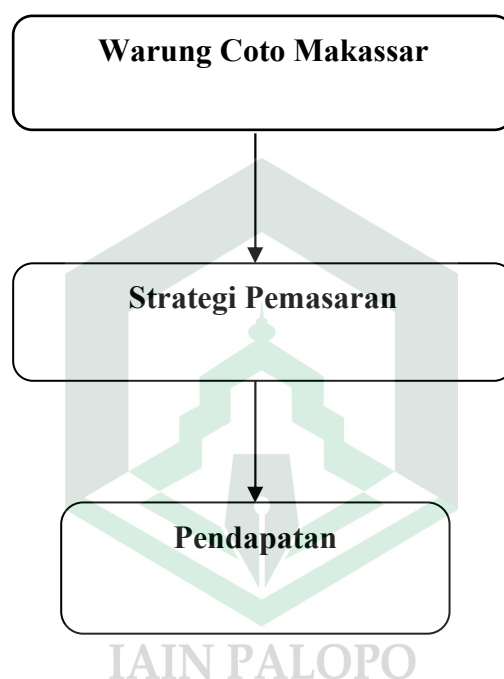 Warung Coto Makassar
Strategi Pemasaran
Pendapatan
IAIN PALOPO